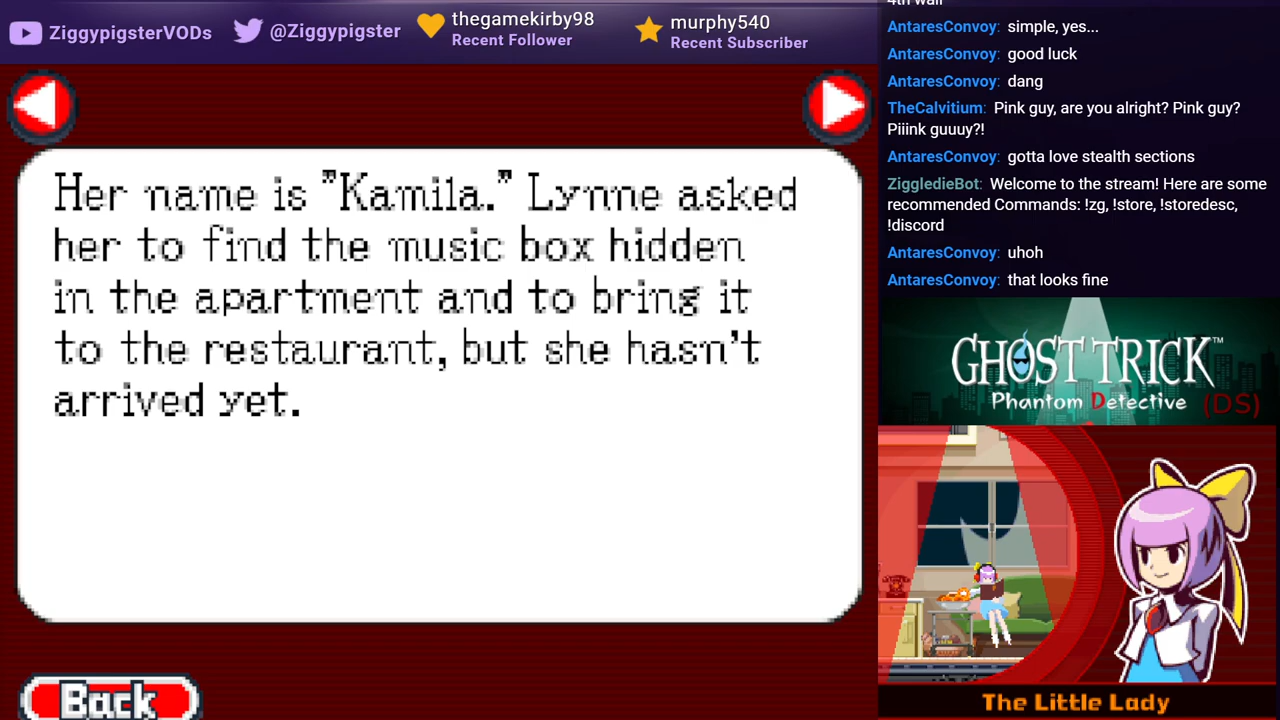 ZiggypigsterVODs
@Ziggypigster
thegamekirby98
Recent Follower
murphy540
Recent Subscriber
Her name is "Kamila." Lynne asked
her to find the music box hidden
in the apartment and to bring it
to the restaurant, but she hasn't
arrived yet.
Back
4th wall
AntaresConvoy: simple, yes...
AntaresConvoy: good luck
AntaresConvoy: dang
TheCalvitium: Pink guy, are you alright? Pink guy?
Piiink guuuy?!
AntaresConvoy: gotta love stealth sections
ZiggledieBot: Welcome to the stream! Here are some
recommended Commands: !zg, !store, !storedesc,
!discord
AntaresConvoy: uhoh
AntaresConvoy: that looks fine
GHOST TRICK™
Phantom Detective (DS)
The Little Lady